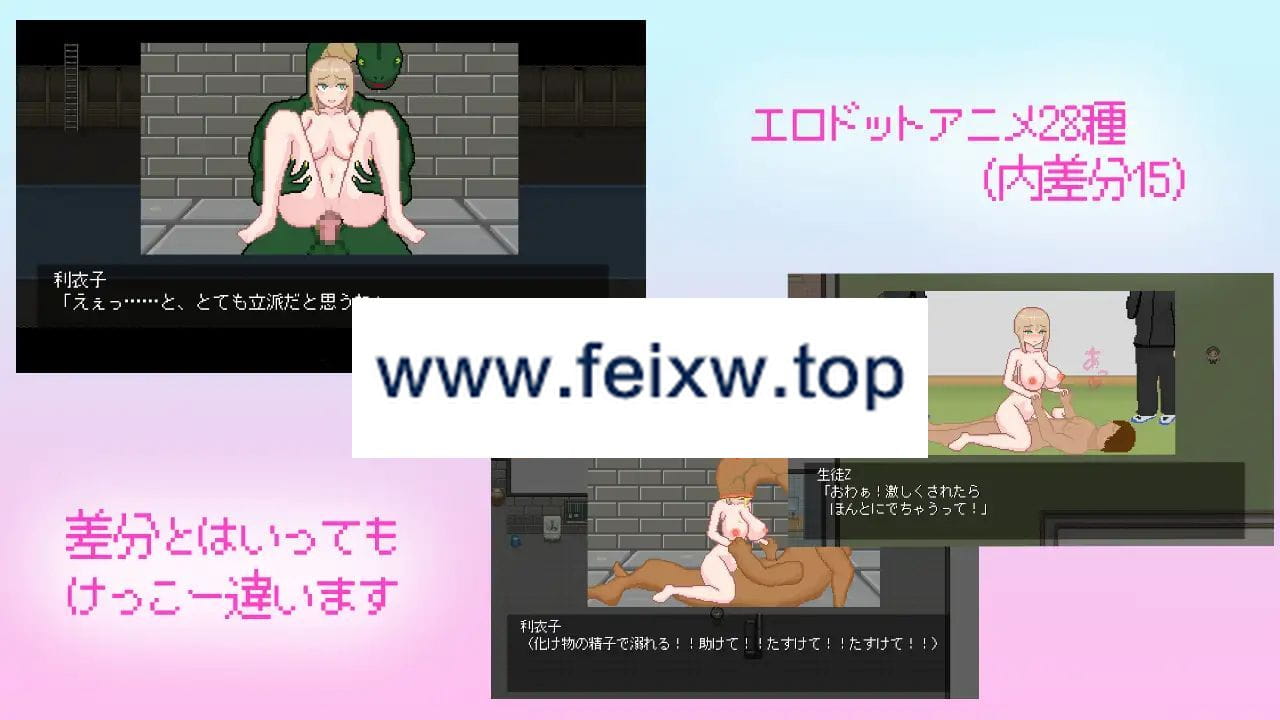 エロドットアニメ28種
(内差分15)
利衣子
「えぇっ……と、とても立派だと思う
www.feixw.top
あ
生徒Z
「おわぁ！激しくされたら
ほんとにでちゃうって！」
差分とはいっても
けっこー違います
利衣子
（化け物の精子で溺れる！！助けて！！たすけて！！たすけて！！）